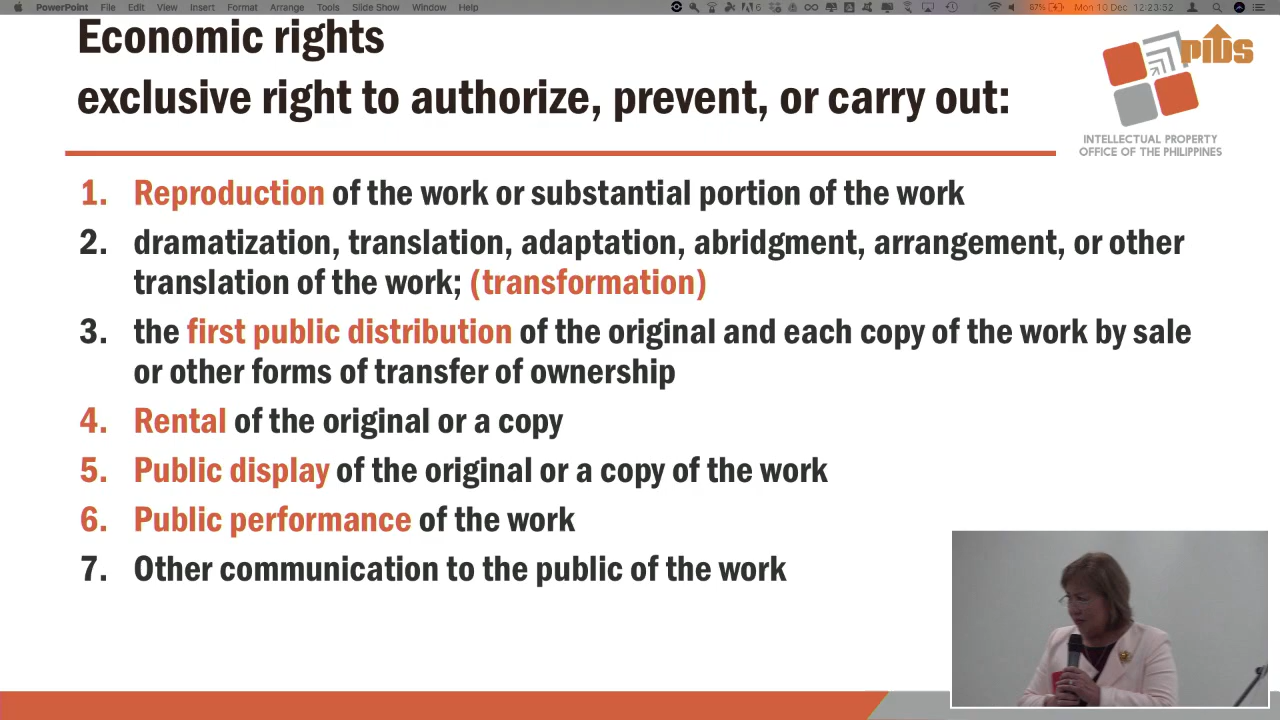 PowerPoint File Edit View Insert Format Arrange Tools Slide Show Window Help 6 87% Mon 10 Dec 12:23:52
Economic rights
exclusive right to authorize, prevent, or carry out:
PIDS
INTELLECTUAL PROPERTY
OFFICE OF THE PHILIPPINES
1. Reproduction of the work or substantial portion of the work
2. dramatization, translation, adaptation, abridgment, arrangement, or other
translation of the work; (transformation)
3. the first public distribution of the original and each copy of the work by sale
or other forms of transfer of ownership
4. Rental of the original or a copy
5. Public display of the original or a copy of the work
6. Public performance of the work
7. Other communication to the public of the work